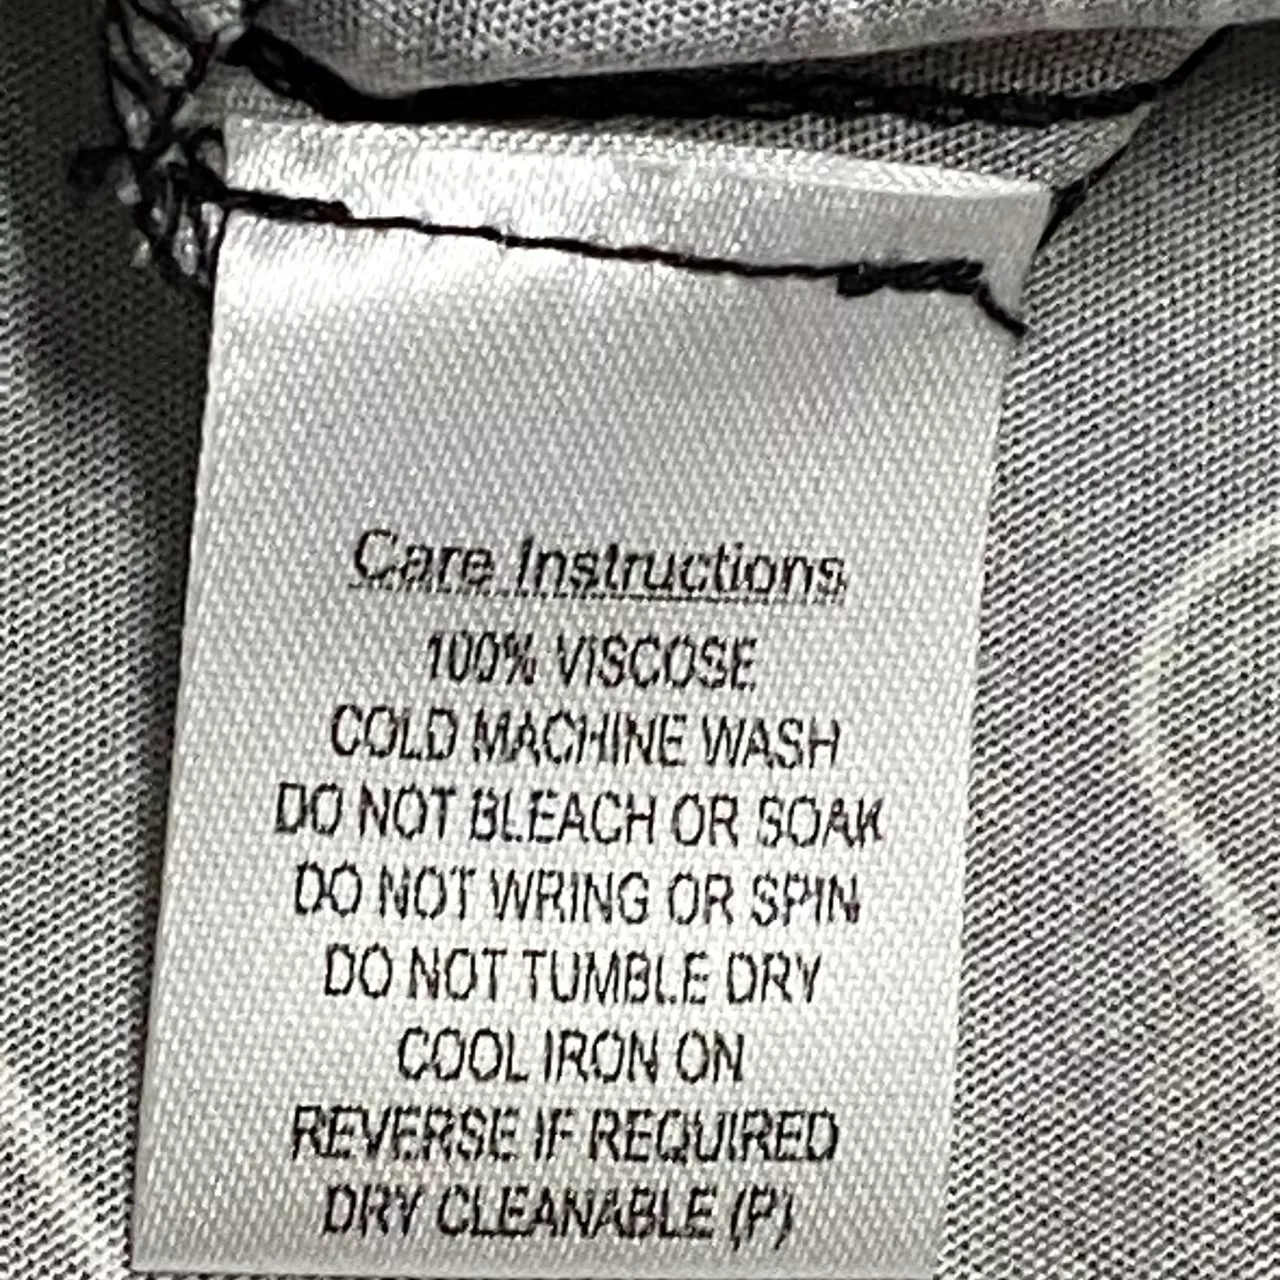 Care Instructions
100% VISCOSE
COLD MACHINE WASH
DO NOT BLEACH OR SOAK
DO NOT WRING OR SPIN
DO NOT TUMBLE DRY
COOL IRON ON
REVERSE IF REQUIRED
DRY CLEANABLE (P)